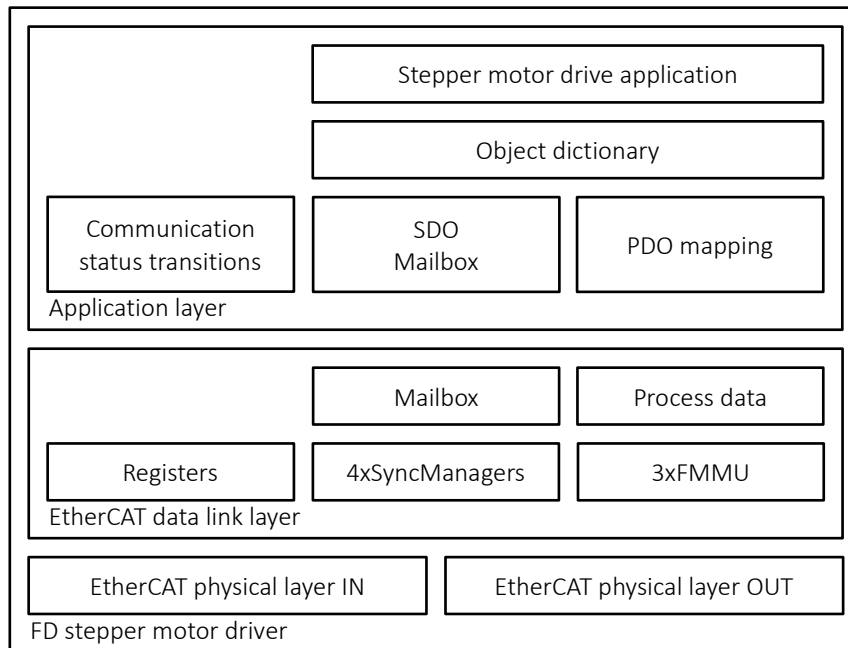 Stepper motor drive application
Object dictionary
Communication
status transitions
SDO
Mailbox
PDO mapping
Application layer
Mailbox
Process data
Registers
4xSyncManagers
3xFMMU
EtherCAT data link layer
EtherCAT physical layer IN
EtherCAT physical layer OUT
FD stepper motor driver